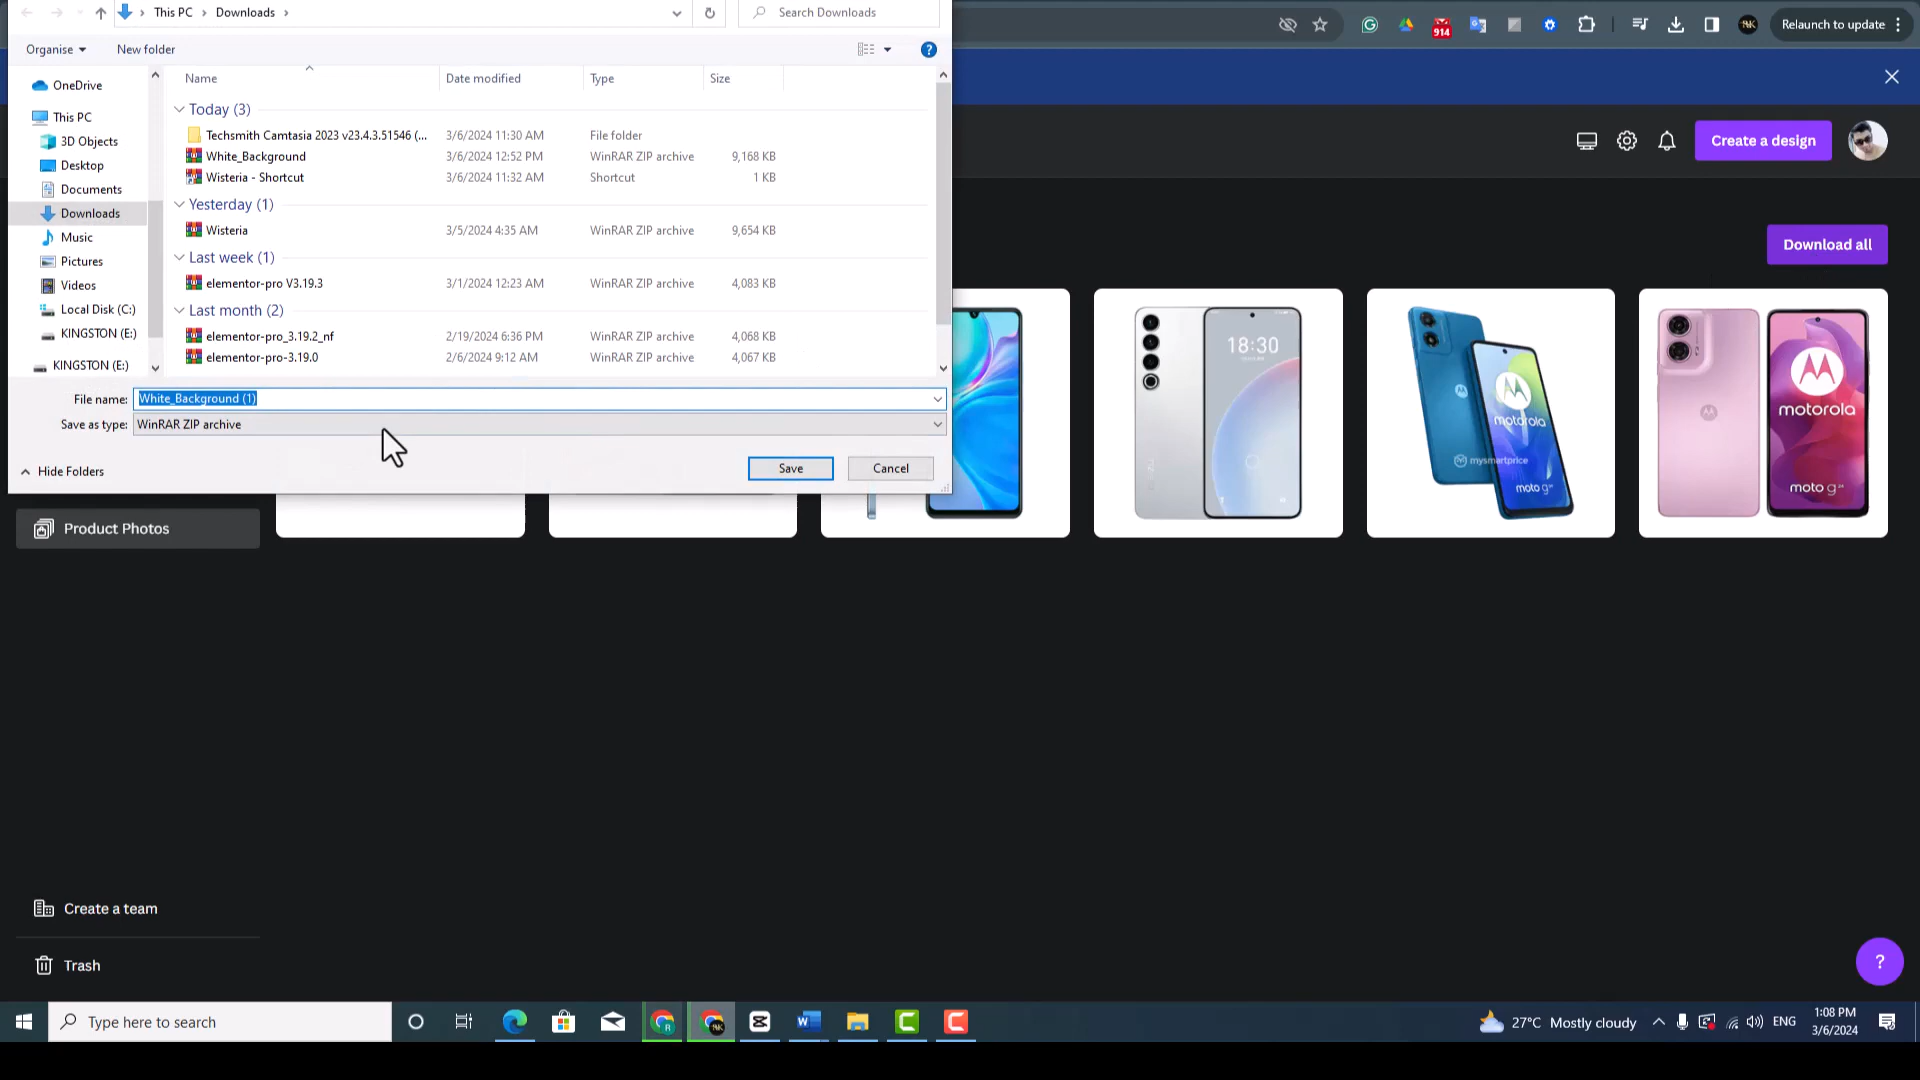 This PC > Downloads >
Search Downloads
Relaunch to update
914
Organise
New folder
?
OneDrive
This PC
3D Objects
Desktop
Documents
Downloads
Music
Pictures
Videos
Local Disk (C:)
KINGSTON (E:)
KINGSTON (E:)
Name Date modified Type Size
Today (3)
Techsmith Camtasia 2023 v23.4.3.51546 (... 3/6/2024 11:30 AM File folder
White_Background 3/6/2024 12:52 PM WinRAR ZIP archive 9,168 KB
Wisteria - Shortcut 3/6/2024 11:32 AM Shortcut 1 KB
Yesterday (1)
Wisteria 3/5/2024 4:35 AM WinRAR ZIP archive 9,654 KB
Last week (1)
elementor-pro V3.19.3 3/1/2024 12:23 AM WinRAR ZIP archive 4,083 KB
Last month (2)
elementor-pro_3.19.2_nf 2/19/2024 6:36 PM WinRAR ZIP archive 4,068 KB
elementor-pro-3.19.0 2/6/2024 9:12 AM WinRAR ZIP archive 4,067 KB
File name: White_Background (1)
Save as type: WinRAR ZIP archive
Hide Folders
Save
Cancel
Create a design
Download all
18:30
motorola
mysmartprice
moto g
motorola
moto g
Product Photos
Create a team
Trash
?
Type here to search
27°C Mostly cloudy
ENG
1:08 PM
3/6/2024